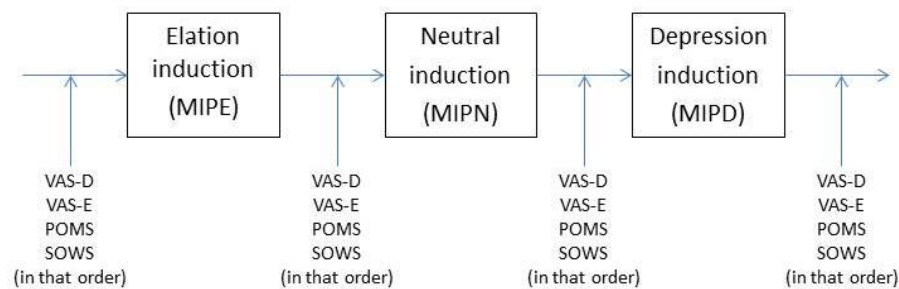 Elation
induction
(MIPE)
Neutral
induction
(MIPN)
Depression
induction
(MIPD)
VAS-D
VAS-E
POMS
SOWS
(in that order)
VAS-D
VAS-E
POMS
SOWS
(in that order)
VAS-D
VAS-E
POMS
SOWS
(in that order)
VAS-D
VAS-E
POMS
SOWS
(in that order)